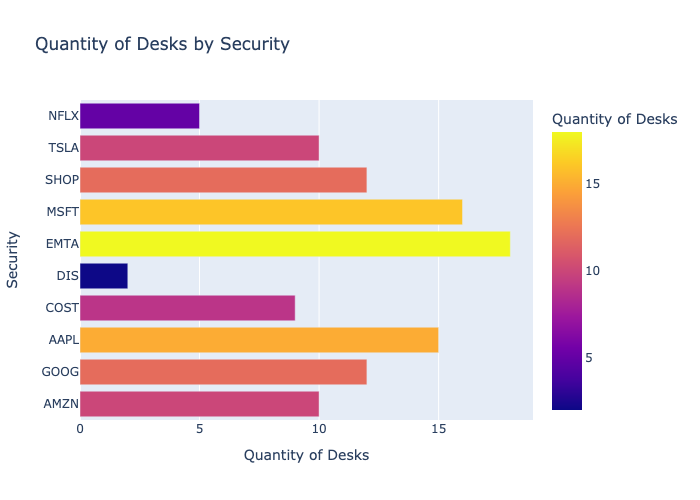 Quantity of Desks by Security
Quantity of Desks
Security
NFLX
TSLA
SHOP
MSFT
EMTA
DIS
COST
AAPL
GOOG
AMZN
0 5 10 15
Quantity of Desks
15
10
5